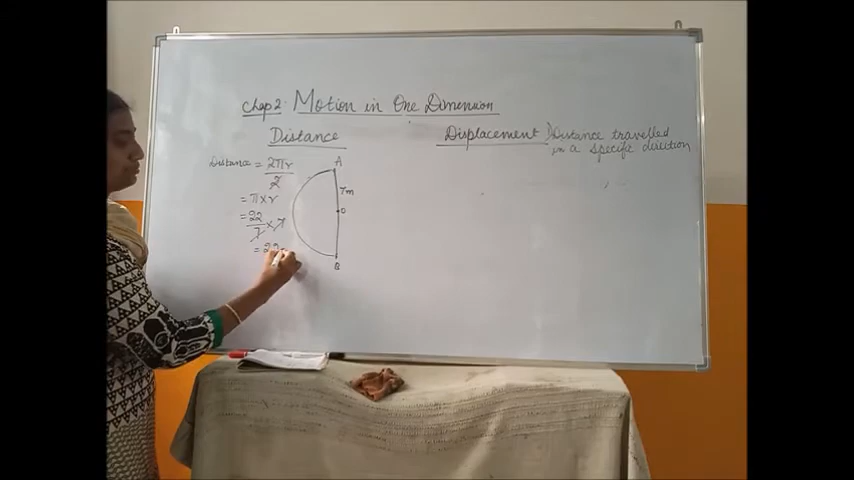 Chap 2: Motion in One Dimension
Distance
Distance = 2πr
2
= π × r
= 22 × 7
7
= 22
A
7m
O
B
Displacement
Distance travelled
in a specific direction